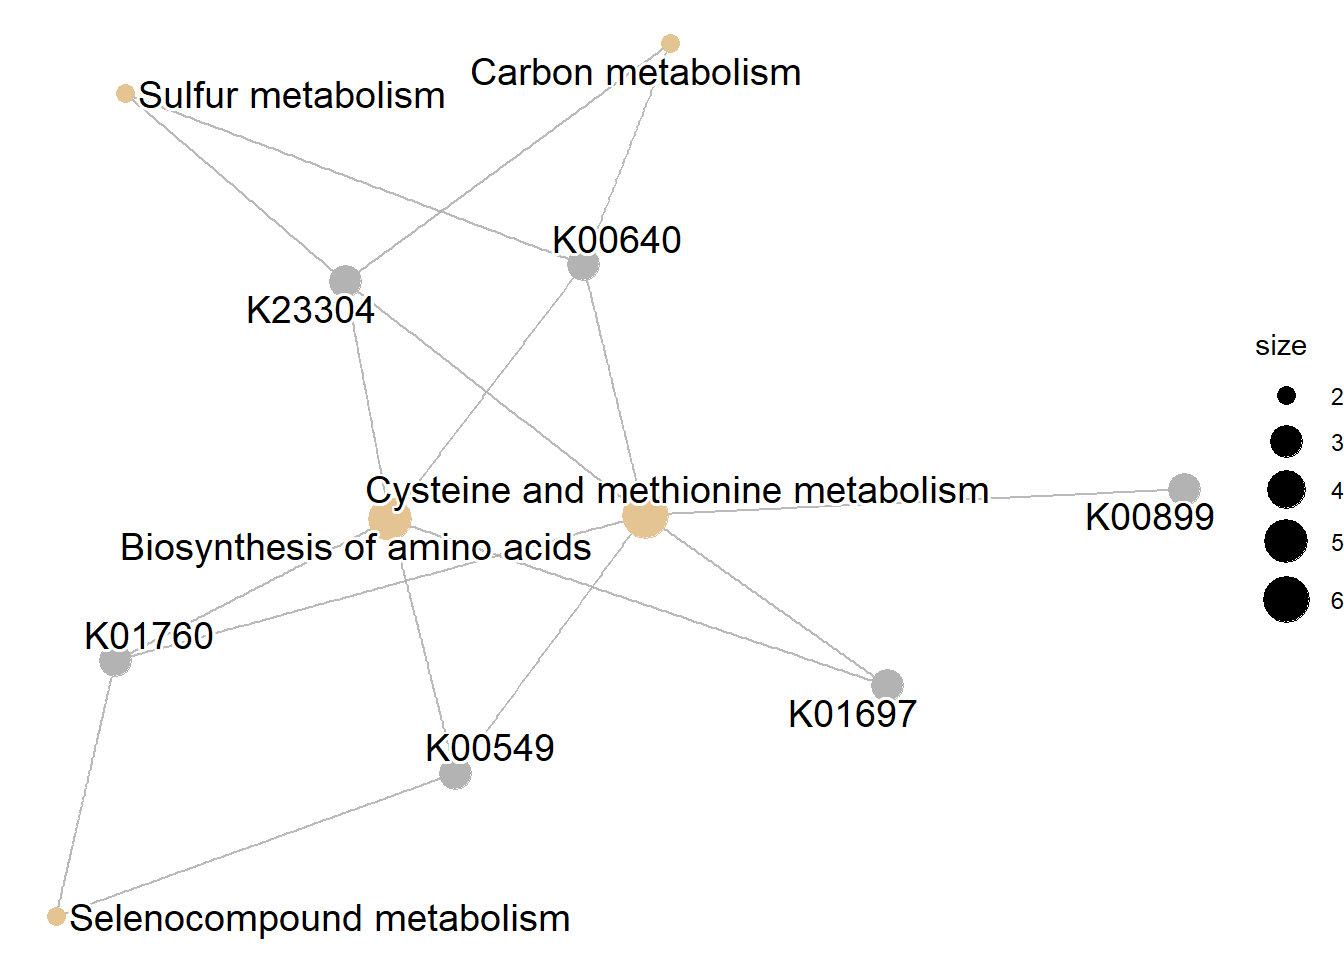 Carbon metabolism
Sulfur metabolism
K00640
K23304
size
2
3
4
5
6
Cysteine and methionine metabolism
K00899
Biosynthesis of amino acids
K01760
K01697
K00549
Selenocompound metabolism